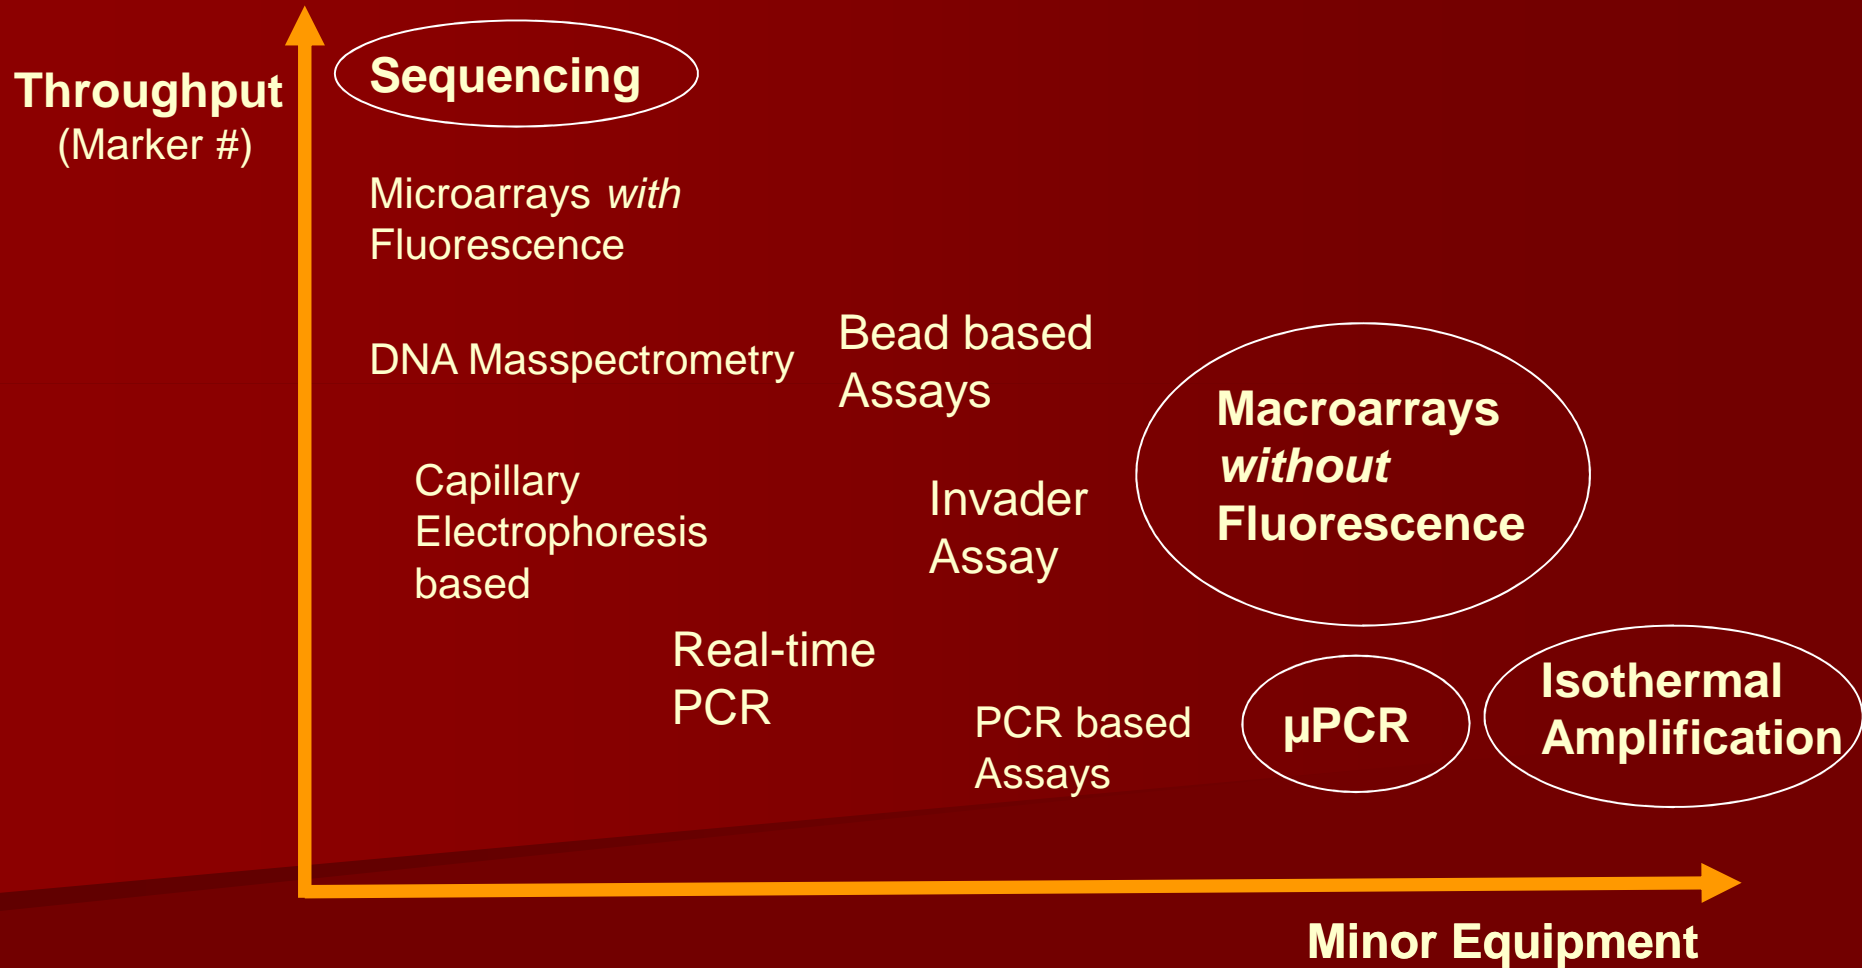 Throughput
(Marker #)
Sequencing
Microarrays with
Fluorescence
DNA Masspectrometry
Bead based
Assays
Macroarrays
without
Fluorescence
Capillary
Electrophoresis
based
Invader
Assay
Real-time
PCR
PCR based
Assays
µPCR
Isothermal
Amplification
Minor Equipment